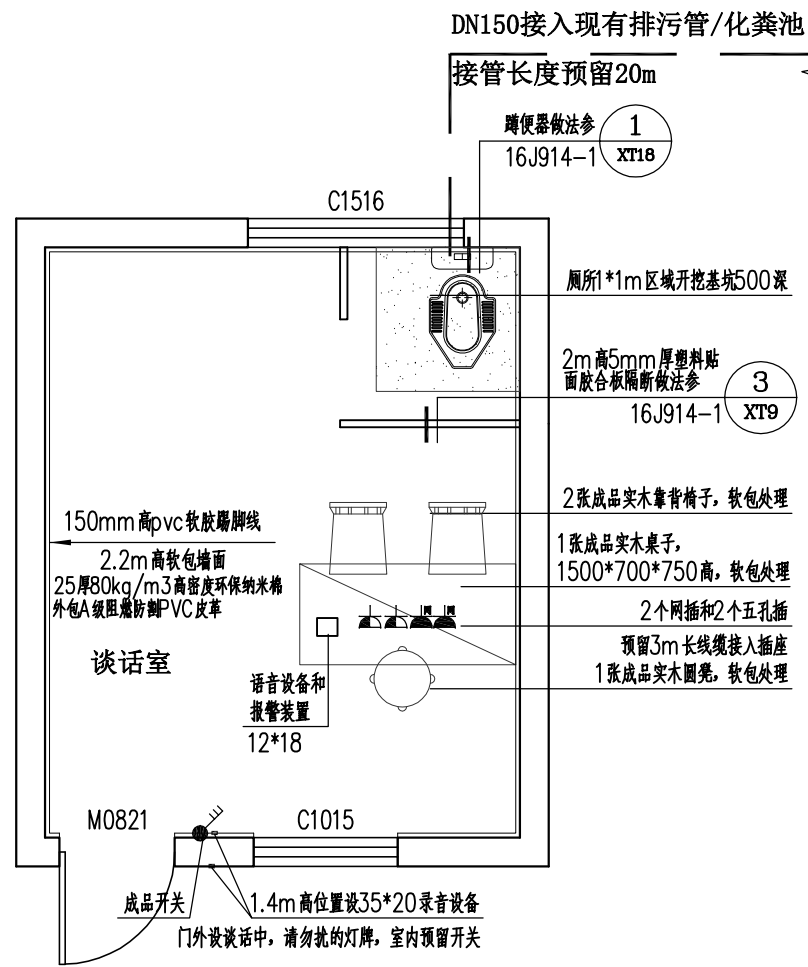 DN150接入现有排污管/化粪池
接管长度预留20m
蹲便器做法参
16J914-1
1
XT18
C1516
厕所1*1m区域开挖基坑500深
2m高5mm厚塑料贴
面胶合板隔断做法参
16J914-1
3
XT9
2张成品实木靠背椅子，软包处理
150mm高pvc软胶踢脚线
2.2m高软包墙面
25厚80kg/m3高密度环保纳米棉
外包A级阻燃防割PVC皮革
1张成品实木桌子，
1500*700*750高，软包处理
网 网
2个网插和2个五孔插
预留3m长线缆接入插座
1张成品实木圆凳，软包处理
谈话室
语音设备和
报警装置
12*18
M0821
C1015
成品开关
1.4m高位置设35*20录音设备
门外设谈话中，请勿扰的灯牌，室内预留开关